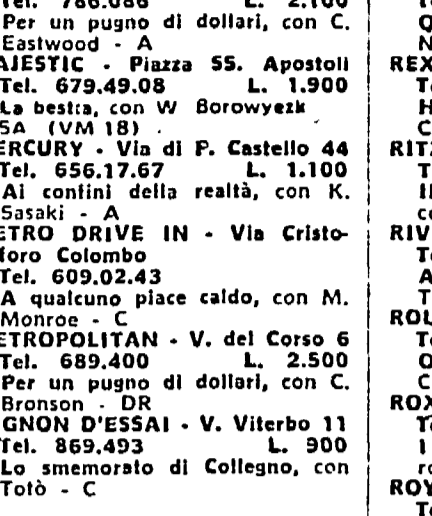 Tel. 786.086 L. 2.100
Per un pugno di dollari, con C.
Eastwood - A
AJESTIC - Piazza SS. Apostoli
Tel. 679.49.08 L. 1.900
La bestia, con W Borowyezk
SA (VM 18) .
ERCURY - Via di P. Castello 44
Tel. 656.17.67 L. 1.100
Ai confini della realtà, con K.
Sasaki - A
ETRO DRIVE IN - Via Cristo-
foro Colombo
Tel. 609.02.43
A qualcuno piace caldo, con M.
Monroe - C
ETROPOLITAN - V. del Corso 6
Tel. 689.400 L. 2.500
Per un pugno di dollari, con C.
Bronson - DR
GNON D'ESSAI - V. Viterbo 11
Tel. 869.493 L. 900
Lo smemorato di Collegno, con
Totò - C
Q
N
REX
T
H
C
RITZ
T
Il
co
RIV
T
A
T
ROU
T
O
C
ROX
T
I
ro
ROY
T